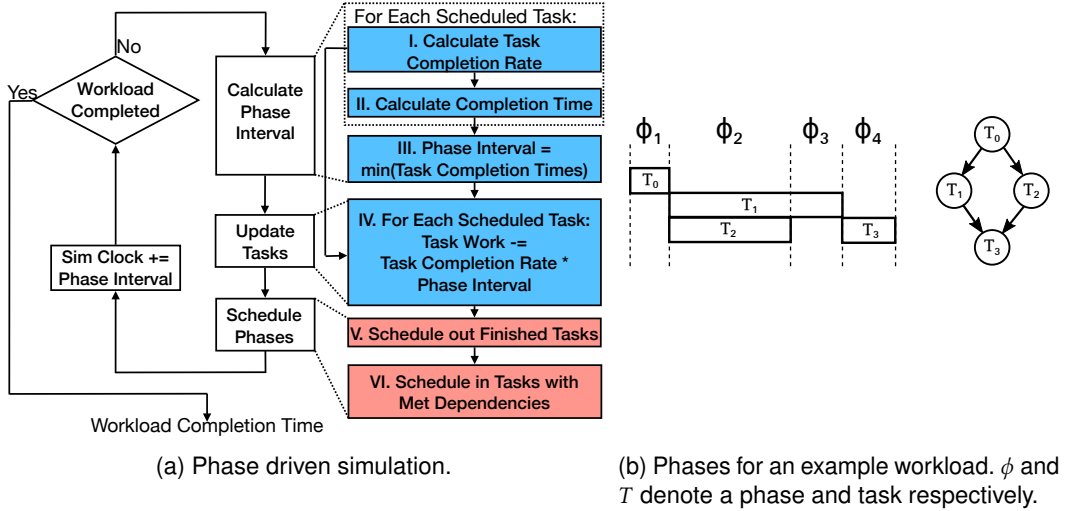 For Each Scheduled Task:
No
Yes
Workload
Completed
Calculate
Phase
Interval
I. Calculate Task
Completion Rate
II. Calculate Completion Time
III. Phase Interval =
min(Task Completion Times)
Update
Tasks
IV. For Each Scheduled Task:
Task Work -=
Task Completion Rate *
Phase Interval
Sim Clock +=
Phase Interval
Schedule
Phases
V. Schedule out Finished Tasks
VI. Schedule in Tasks with
Met Dependencies
Workload Completion Time
(a) Phase driven simulation.
ϕ₁ ϕ₂ ϕ₃ ϕ₄
T₀
T₁
T₂
T₃
T₀
T₁ T₂
T₃
(b) Phases for an example workload. ϕ and
T denote a phase and task respectively.